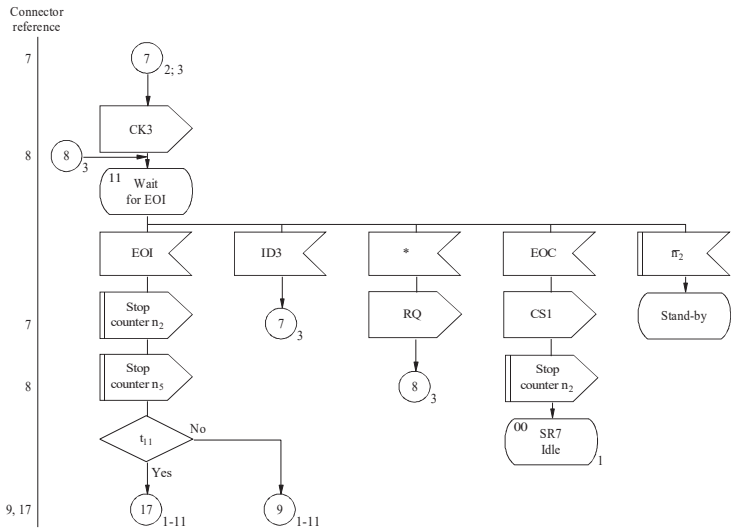 Connector
reference
7
7
2; 3
CK3
8
8
3
11
Wait
for EOI
EOI
ID3
*
EOC
n̅₂
Stop
counter n₂
7
3
RQ
CS1
Stand-by
7
Stop
counter n₅
8
3
Stop
counter n₂
8
t₁₁
No
Yes
00
SR7
Idle
1
9, 17
17
1-11
9
1-11